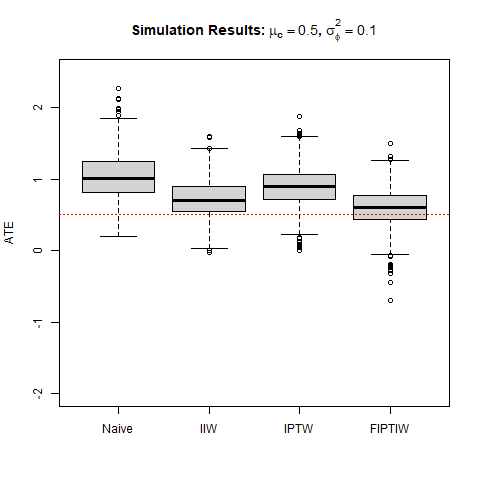 Simulation Results: μc = 0.5, σ²ϕ = 0.1
2
1
0
-1
-2
ATE
Naive IIW IPTW FIPTIW